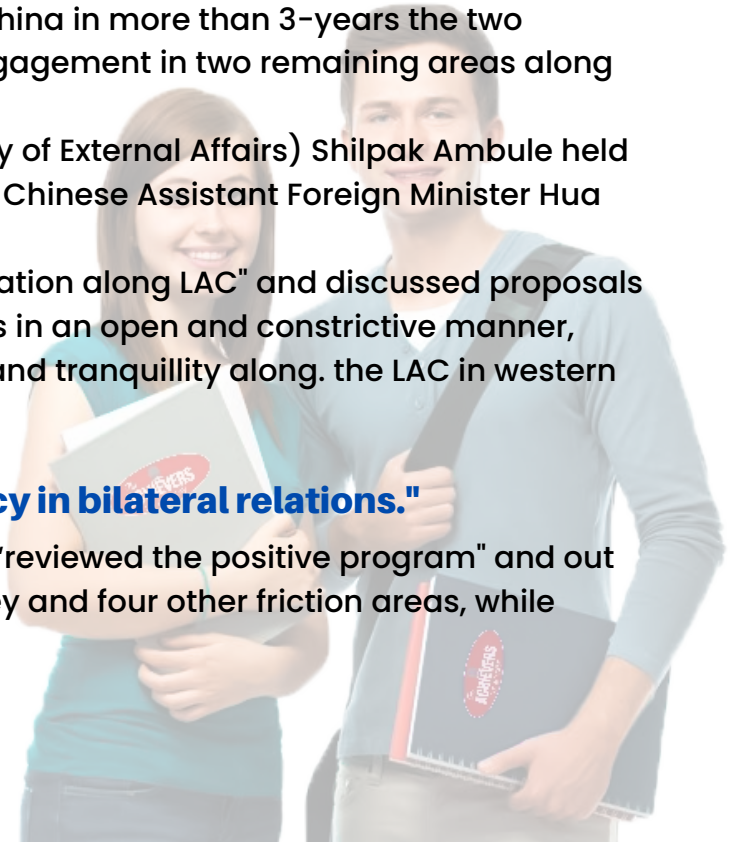 hina in more than 3-years the two
gagement in two remaining areas along
y of External Affairs) Shilpak Ambule held
Chinese Assistant Foreign Minister Hua
ation along LAC" and discussed proposals
s in an open and constrictive manner,
and tranquillity along. the LAC in western
cy in bilateral relations."
"reviewed the positive program" and out
ey and four other friction areas, while
ACHIEVERS